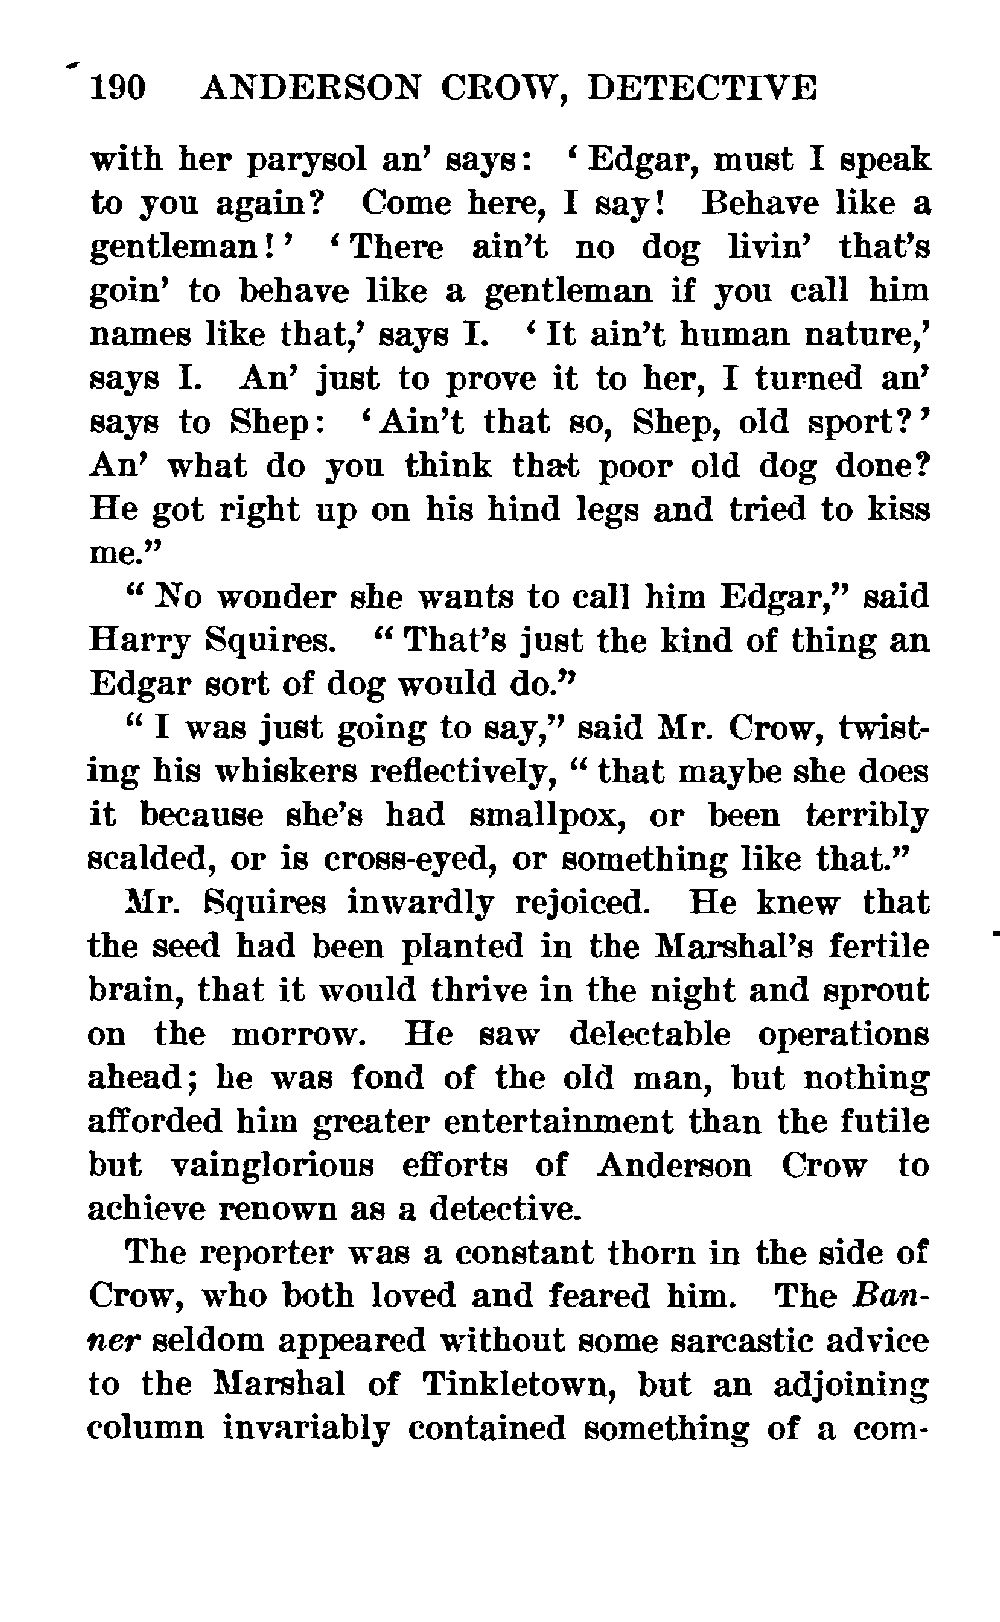 190 ANDERSON CROW, DETECTIVE
with her parysol an' says: 'Edgar, must I speak
to you again? Come here, I say! Behave like a
gentleman!' 'There ain't no dog livin' that's
goin' to behave like a gentleman if you call him
names like that,' says I. 'It ain't human nature,'
says I. An' just to prove it to her, I turned an'
says to Shep: 'Ain't that so, Shep, old sport?'
An' what do you think that poor old dog done?
He got right up on his hind legs and tried to kiss
me."
"No wonder she wants to call him Edgar," said
Harry Squires. "That's just the kind of thing an
Edgar sort of dog would do."
"I was just going to say," said Mr. Crow, twist-
ing his whiskers reflectively, "that maybe she does
it because she's had smallpox, or been terribly
scalded, or is cross-eyed, or something like that."
Mr. Squires inwardly rejoiced. He knew that
the seed had been planted in the Marshal's fertile
brain, that it would thrive in the night and sprout
on the morrow. He saw delectable operations
ahead; he was fond of the old man, but nothing
afforded him greater entertainment than the futile
but vainglorious efforts of Anderson Crow to
achieve renown as a detective.
The reporter was a constant thorn in the side of
Crow, who both loved and feared him. The Ban-
ner seldom appeared without some sarcastic advice
to the Marshal of Tinkletown, but an adjoining
column invariably contained something of a com-